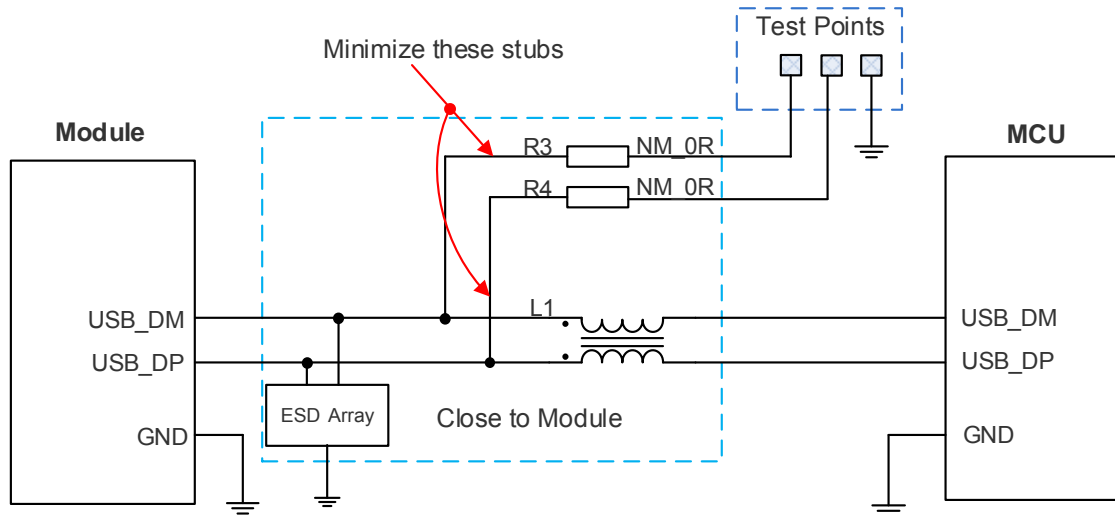 Test Points
Minimize these stubs
Module
MCU
R3
NM_0R
R4
NM_0R
L1
USB_DM
USB_DM
USB_DP
USB_DP
ESD Array
Close to Module
GND
GND